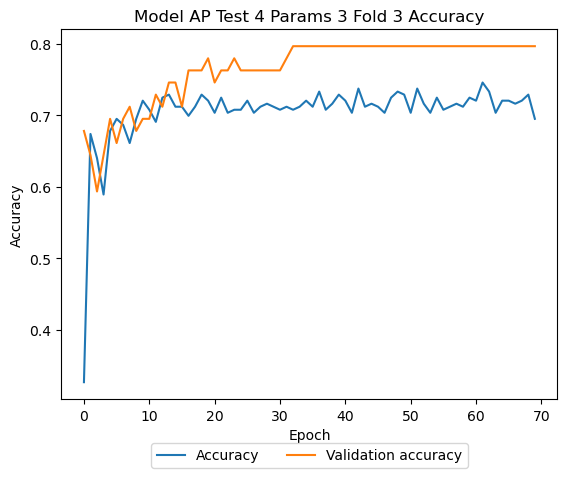 Model AP Test 4 Params 3 Fold 3 Accuracy
0.8
0.7
0.6
0.5
0.4
Accuracy
0 10 20 30 40 50 60 70
Epoch
Accuracy Validation accuracy